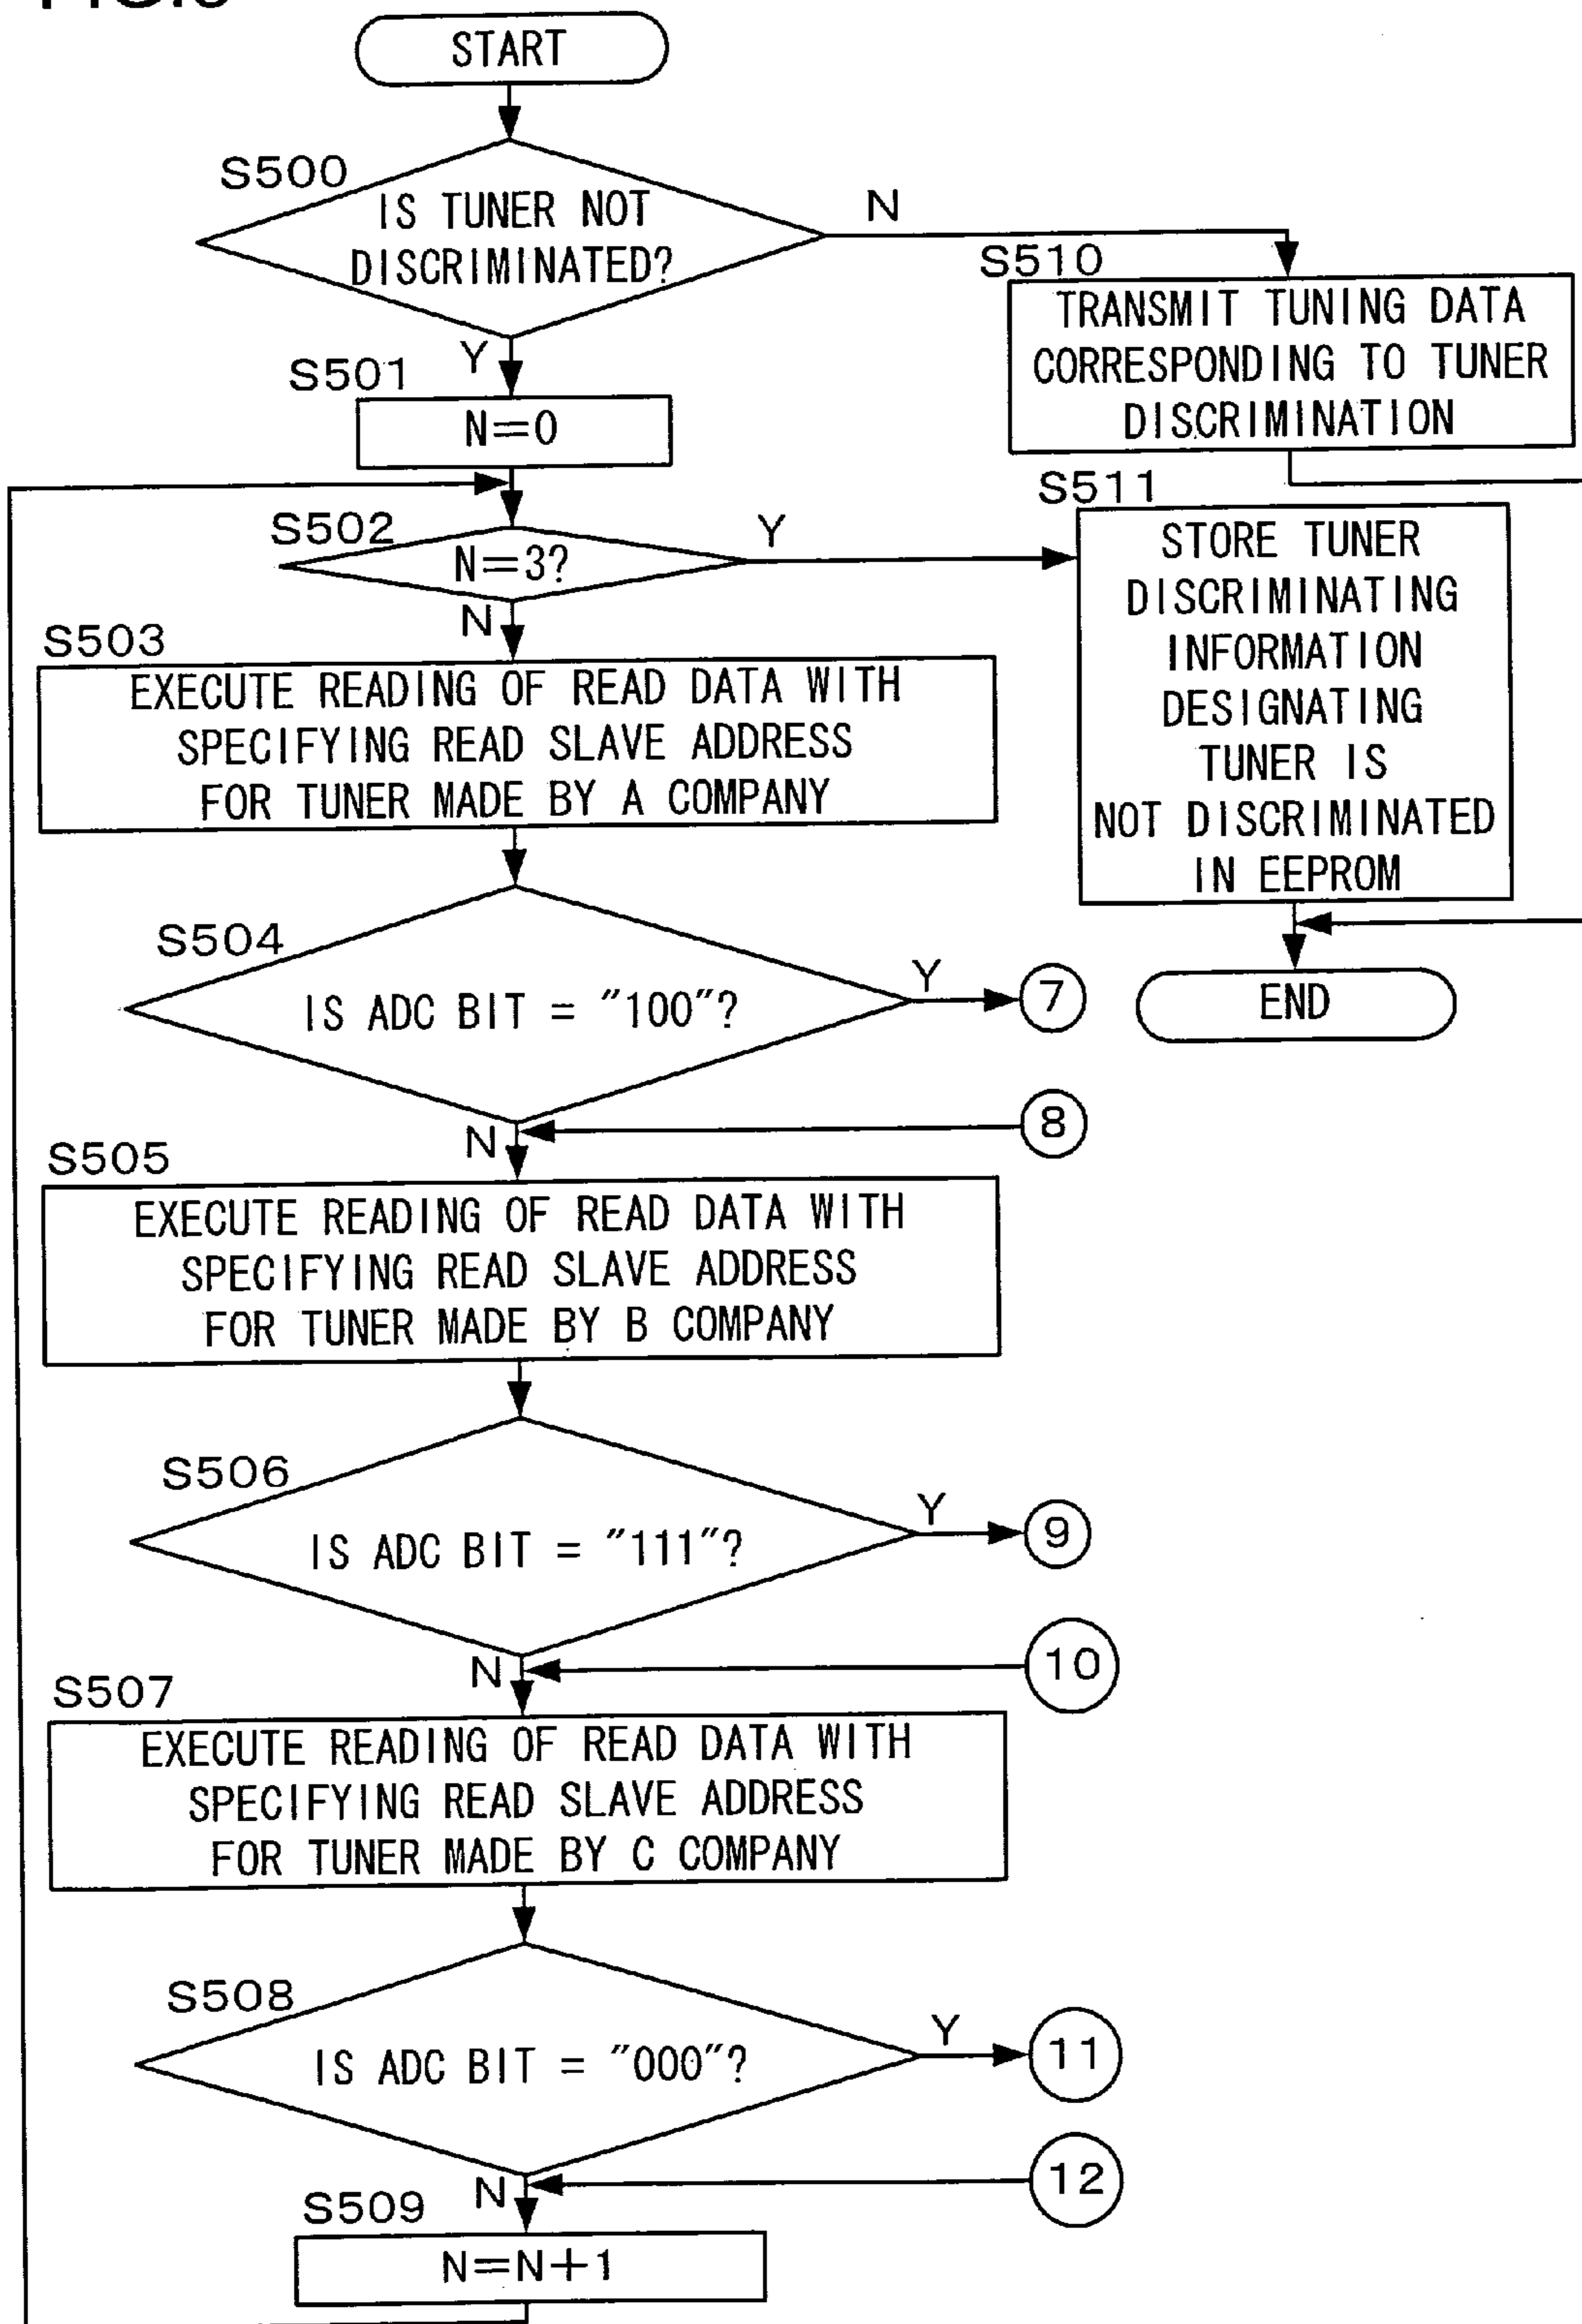 START
S500
IS TUNER NOT
DISCRIMINATED?
N
Y
S510
TRANSMIT TUNING DATA
CORRESPONDING TO TUNER
DISCRIMINATION
S501
N=0
S502
N=3?
Y
N
S511
STORE TUNER
DISCRIMINATING
INFORMATION
DESIGNATING
TUNER IS
NOT DISCRIMINATED
IN EEPROM
END
S503
EXECUTE READING OF READ DATA WITH
SPECIFYING READ SLAVE ADDRESS
FOR TUNER MADE BY A COMPANY
S504
IS ADC BIT = "100"?
Y
7
N
8
S505
EXECUTE READING OF READ DATA WITH
SPECIFYING READ SLAVE ADDRESS
FOR TUNER MADE BY B COMPANY
S506
IS ADC BIT = "111"?
Y
9
N
10
S507
EXECUTE READING OF READ DATA WITH
SPECIFYING READ SLAVE ADDRESS
FOR TUNER MADE BY C COMPANY
S508
IS ADC BIT = "000"?
Y
11
N
12
S509
N=N+1